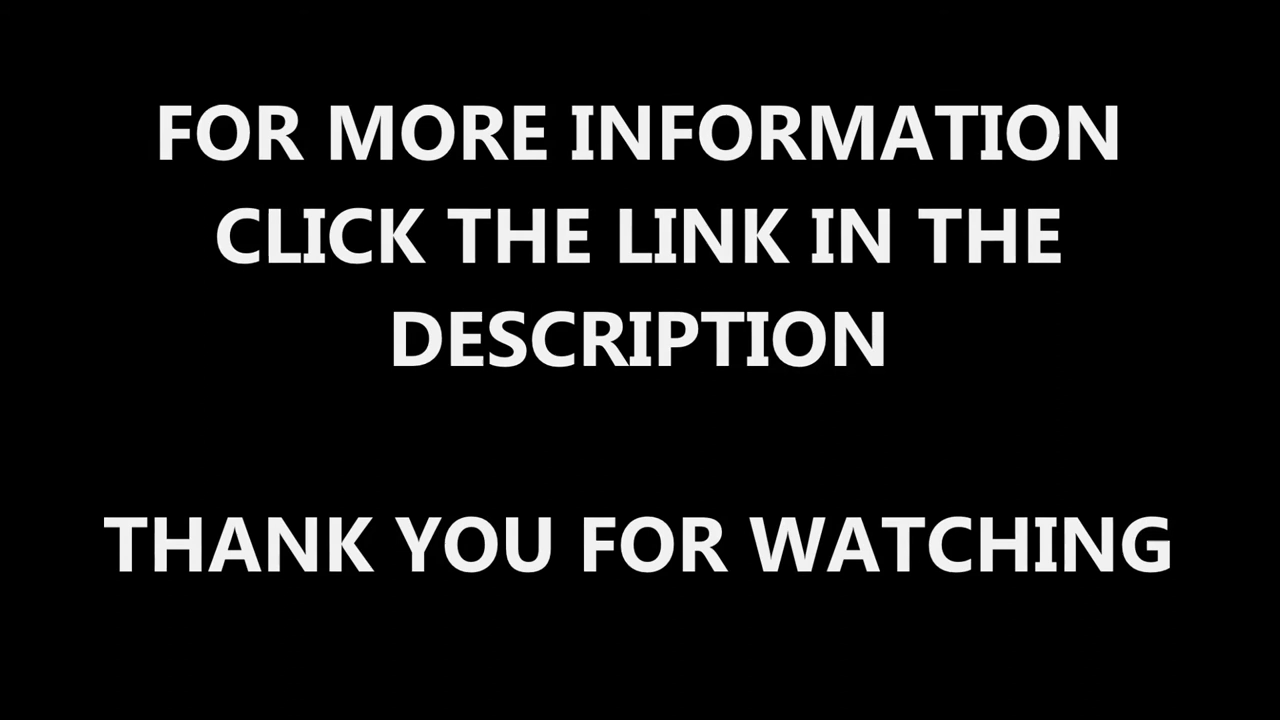 FOR MORE INFORMATION
CLICK THE LINK IN THE
DESCRIPTION
THANK YOU FOR WATCHING